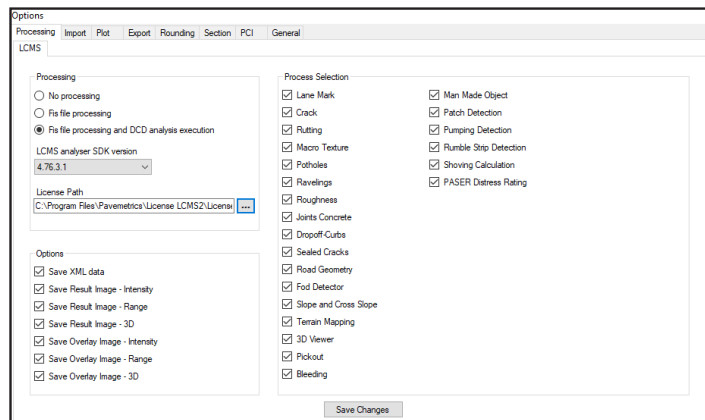 Options
Processing Import Plot Export Rounding Section PCI General
LCMS
Processing
No processing
Fis file processing
Fis file processing and DCD analysis execution
LCMS analyser SDK version
4.76.3.1
License Path
C:\Program Files\Pavemetrics\License LCMS2\License
...
Options
Save XML data
Save Result Image - Intensity
Save Result Image - Range
Save Result Image - 3D
Save Overlay Image - Intensity
Save Overlay Image - Range
Save Overlay Image - 3D
Process Selection
Lane Mark
Crack
Rutting
Macro Texture
Potholes
Ravelings
Roughness
Joints Concrete
Dropoff-Curbs
Sealed Cracks
Road Geometry
Fod Detector
Slope and Cross Slope
Terrain Mapping
3D Viewer
Pickout
Bleeding
Man Made Object
Patch Detection
Pumping Detection
Rumble Strip Detection
Shoving Calculation
PASER Distress Rating
Save Changes